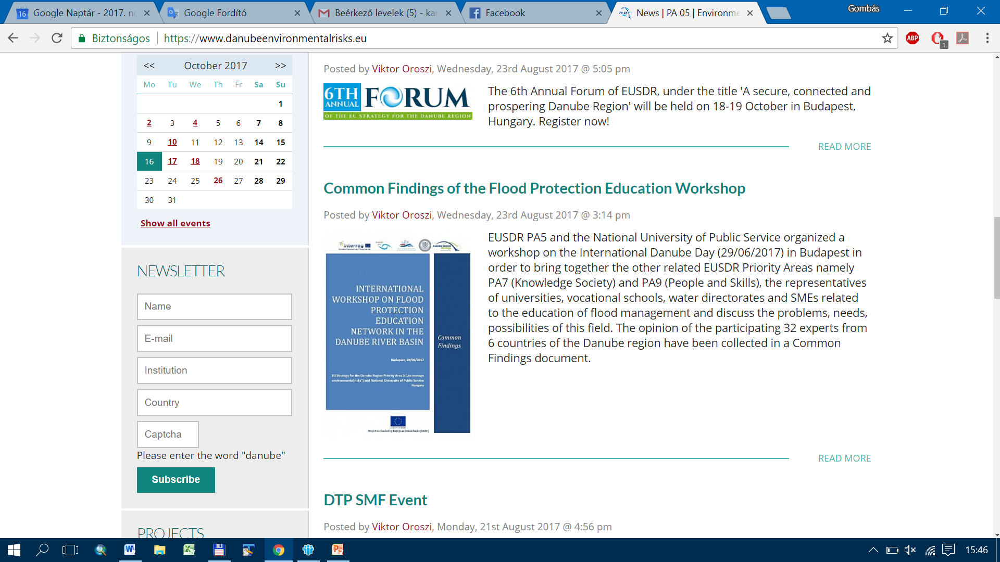 Google Naptár - 2017. no
Google Fordító
Beérkező levelek (5) - kar
Facebook
News | PA 05 | Environme
Gombás
Biztonságos
https://www.danubeenvironmentalrisks.eu
ABP
1
<< October 2017 >>
Mo Tu We Th Fr Sa Su
1
2 3 4 5 6 7 8
9 10 11 12 13 14 15
16 17 18 19 20 21 22
23 24 25 26 27 28 29
30 31
Show all events
NEWSLETTER
Name
E-mail
Institution
Country
Captcha
Please enter the word "danube"
Subscribe
PROJECTS
Posted by Viktor Oroszi, Wednesday, 23rd August 2017 @ 5:05 pm
6TH ANNUAL FORUM
OF THE EU STRATEGY FOR THE DANUBE REGION
The 6th Annual Forum of EUSDR, under the title 'A secure, connected and
prospering Danube Region' will be held on 18-19 October in Budapest,
Hungary. Register now!
READ MORE
Common Findings of the Flood Protection Education Workshop
Posted by Viktor Oroszi, Wednesday, 23rd August 2017 @ 3:14 pm
Interreg
INTERNATIONAL
WORKSHOP ON FLOOD
PROTECTION
EDUCATION
NETWORK IN THE
DANUBE RIVER BASIN
Budapest, 29/06/2017
EU Strategy for the Danube Region Priority Area 5 („to manage
environmental risks") and National University of Public Service
Hungary
Common
Findings
Project co-funded by European Union funds (ERDF)
EUSDR PA5 and the National University of Public Service organized a
workshop on the International Danube Day (29/06/2017) in Budapest in
order to bring together the other related EUSDR Priority Areas namely
PA7 (Knowledge Society) and PA9 (People and Skills), the representatives
of universities, vocational schools, water directorates and SMEs related
to the education of flood management and discuss the problems, needs,
possibilities of this field. The opinion of the participating 32 experts from
6 countries of the Danube region have been collected in a Common
Findings document.
READ MORE
DTP SMF Event
Posted by Viktor Oroszi, Monday, 21st August 2017 @ 4:56 pm
15:46